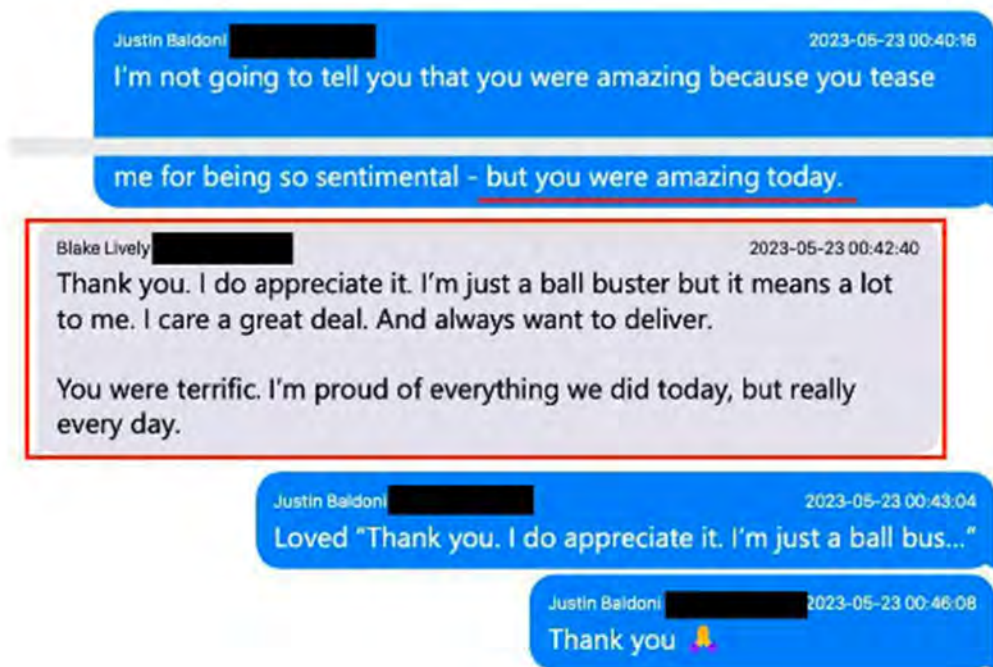 Justin Baldoni 2023-05-23 00:40:16
I'm not going to tell you that you were amazing because you tease
me for being so sentimental - but you were amazing today.
Blake Lively 2023-05-23 00:42:40
Thank you. I do appreciate it. I'm just a ball buster but it means a lot
to me. I care a great deal. And always want to deliver.
You were terrific. I'm proud of everything we did today, but really
every day.
Justin Baldoni 2023-05-23 00:43:04
Loved "Thank you. I do appreciate it. I'm just a ball bus..."
Justin Baldoni 2023-05-23 00:46:08
Thank you 🙏